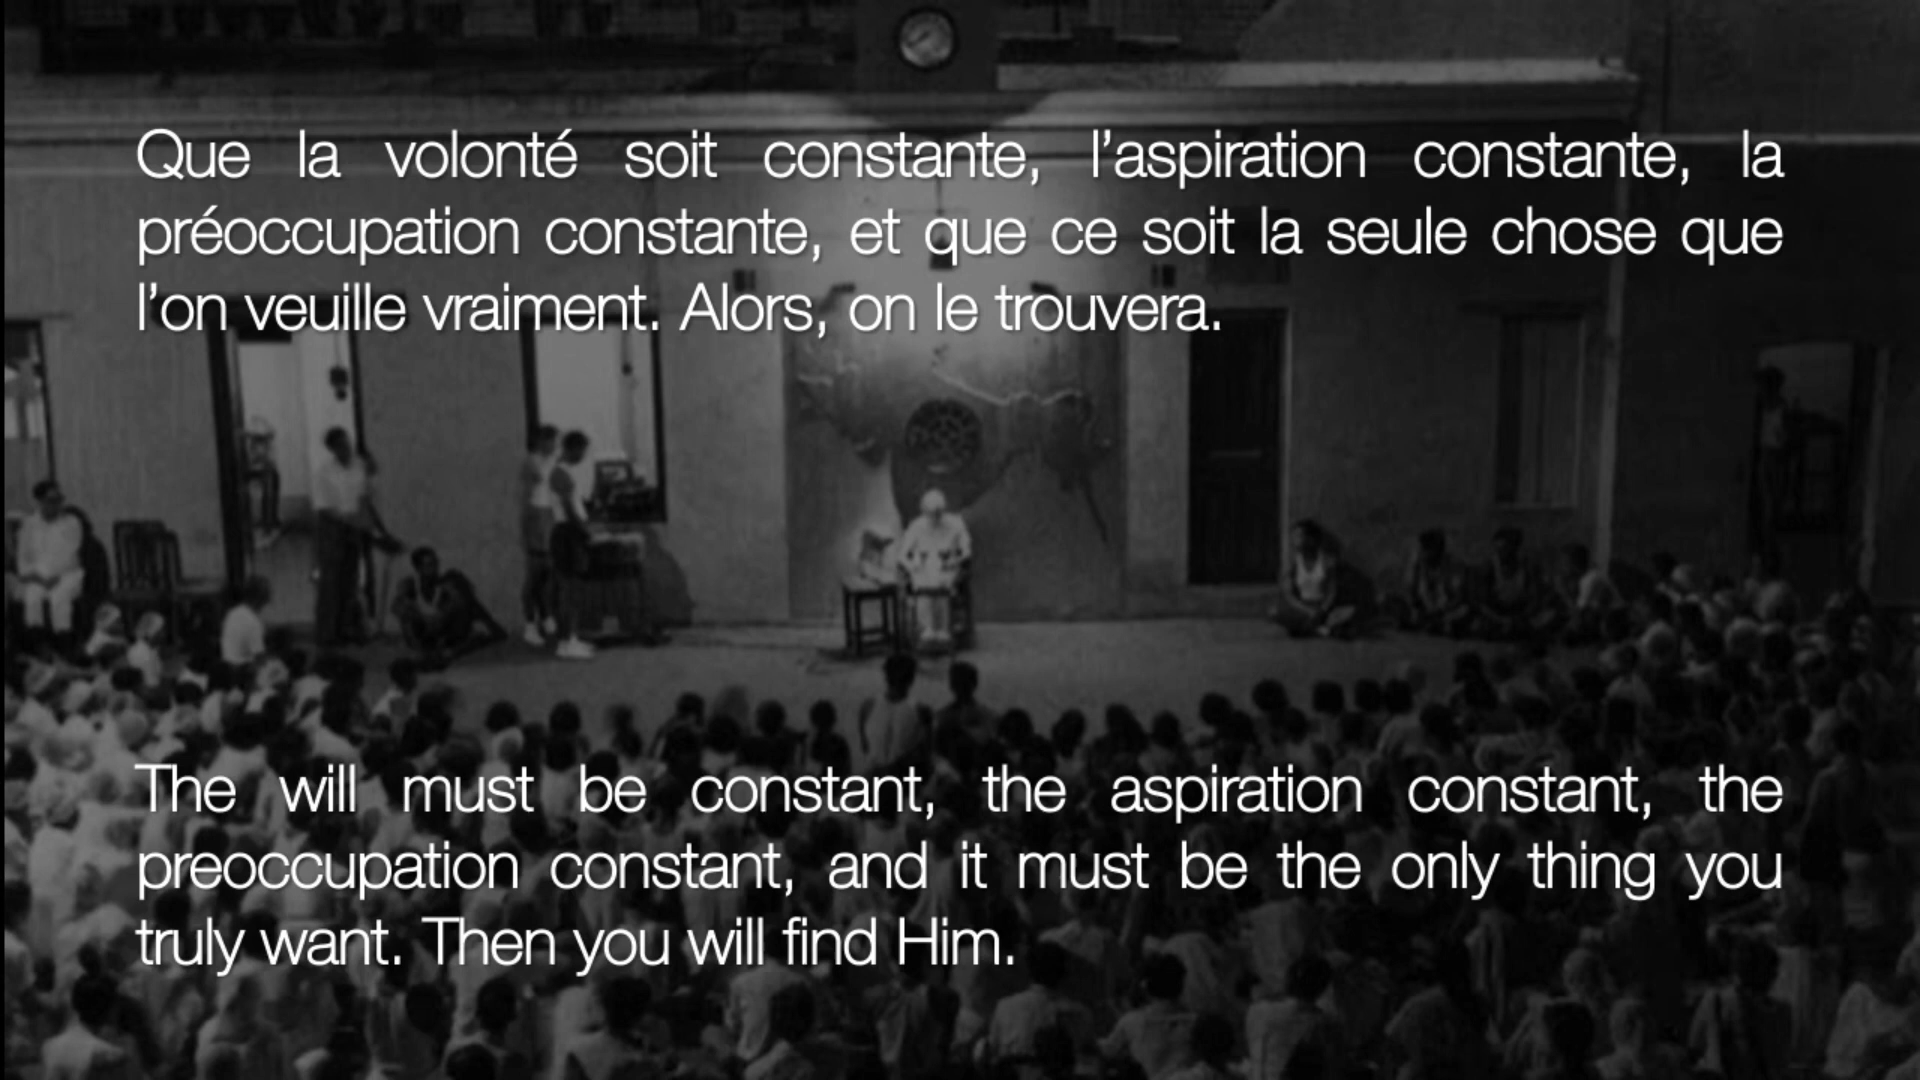 Que la volonté soit constante, l’aspiration constante, la
préoccupation constante, et que ce soit la seule chose que
l’on veuille vraiment. Alors, on le trouvera.
The will must be constant, the aspiration constant, the
preoccupation constant, and it must be the only thing you
truly want. Then you will find Him.